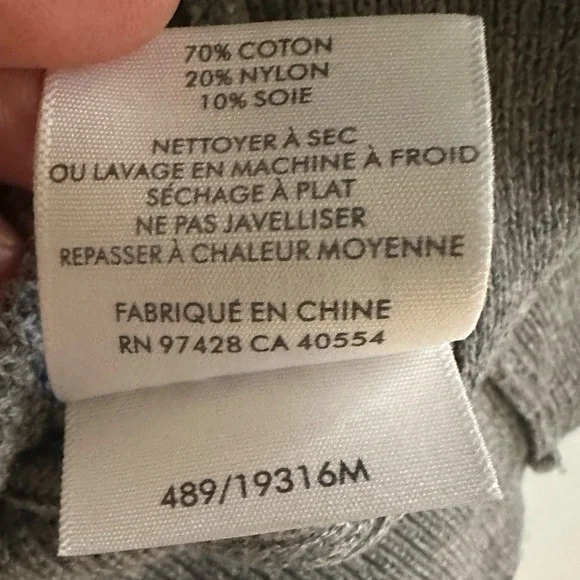 70% COTON
20% NYLON
10% SOIE
NETTOYER À SEC
OU LAVAGE EN MACHINE À FROID
SÉCHAGE À PLAT
NE PAS JAVELLISER
REPASSER À CHALEUR MOYENNE
FABRIQUÉ EN CHINE
RN 97428 CA 40554
489/19316M